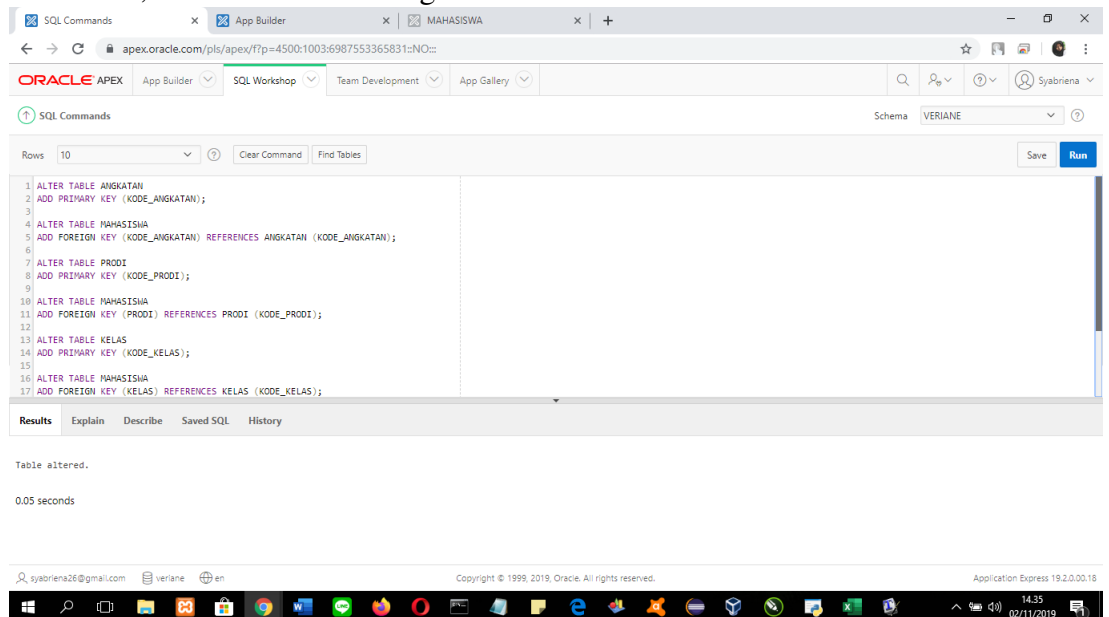 SQL Commands
App Builder
MAHASISWA
apex.oracle.com/pls/apex/f?p=4500:1003:6987553365831::NO:::
ORACLE APEX App Builder SQL Workshop Team Development App Gallery Syabriena
SQL Commands Schema VERIANE
Rows 10 Clear Command Find Tables Save Run
1 ALTER TABLE ANGKATAN
2 ADD PRIMARY KEY (KODE_ANGKATAN);
3
4 ALTER TABLE MAHASISWA
5 ADD FOREIGN KEY (KODE_ANGKATAN) REFERENCES ANGKATAN (KODE_ANGKATAN);
6
7 ALTER TABLE PRODI
8 ADD PRIMARY KEY (KODE_PRODI);
9
10 ALTER TABLE MAHASISWA
11 ADD FOREIGN KEY (PRODI) REFERENCES PRODI (KODE_PRODI);
12
13 ALTER TABLE KELAS
14 ADD PRIMARY KEY (KODE_KELAS);
15
16 ALTER TABLE MAHASISWA
17 ADD FOREIGN KEY (KELAS) REFERENCES KELAS (KODE_KELAS);
Results Explain Describe Saved SQL History
Table altered.
0.05 seconds
syabriena26@gmail.com veriane en Copyright © 1999, 2019, Oracle. All rights reserved. Application Express 19.2.0.00.18
14.35
02/11/2019